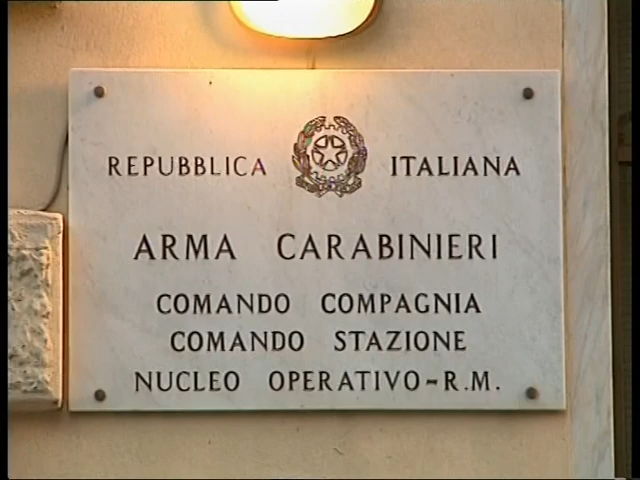 REPUBBLICA ITALIANA
ARMA CARABINIERI
COMANDO COMPAGNIA
COMANDO STAZIONE
NUCLEO OPERATIVO-R.M.